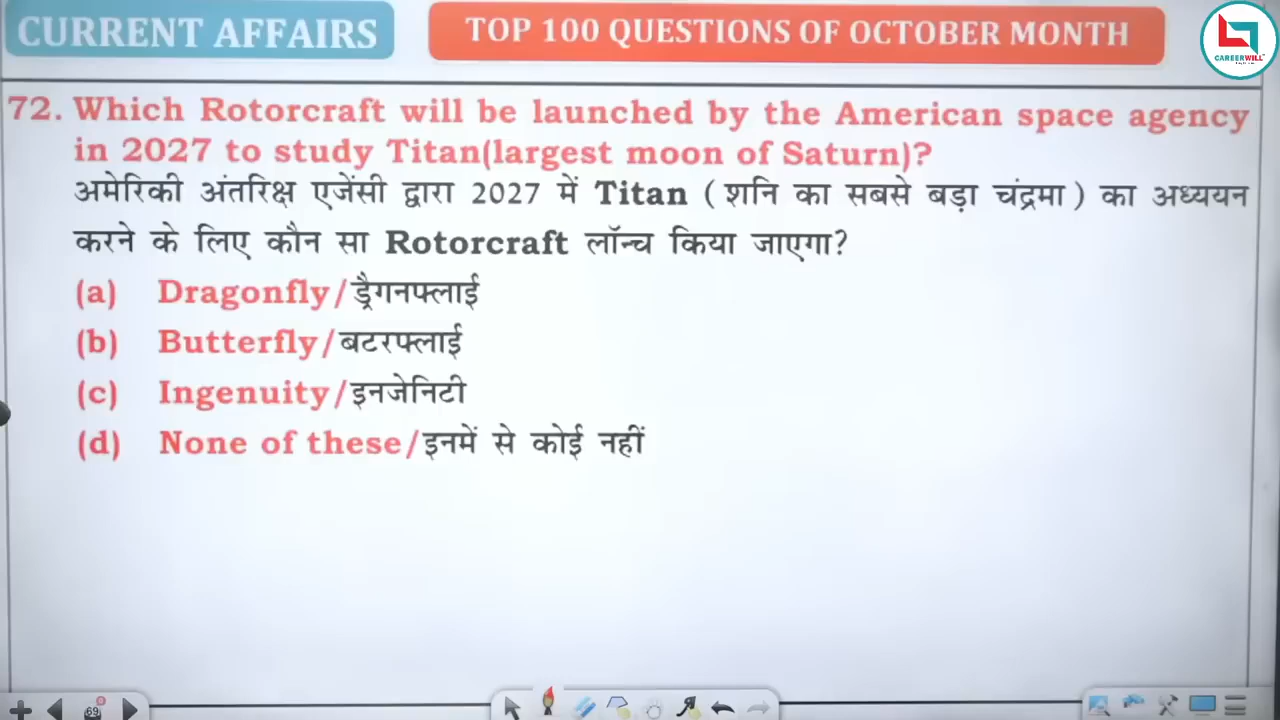 CURRENT AFFAIRS
TOP 100 QUESTIONS OF OCTOBER MONTH
CAREERWILL
72. Which Rotorcraft will be launched by the American space agency
in 2027 to study Titan(largest moon of Saturn)?
अमेरिकी अंतरिक्ष एजेंसी द्वारा 2027 में Titan (शनि का सबसे बड़ा चंद्रमा) का अध्ययन
करने के लिए कौन सा Rotorcraft लॉन्च किया जाएगा?
(a) Dragonfly/ड्रैगनफ्लाई
(b) Butterfly/बटरफ्लाई
(c) Ingenuity/इनजेनिटी
(d) None of these/इनमें से कोई नहीं
69